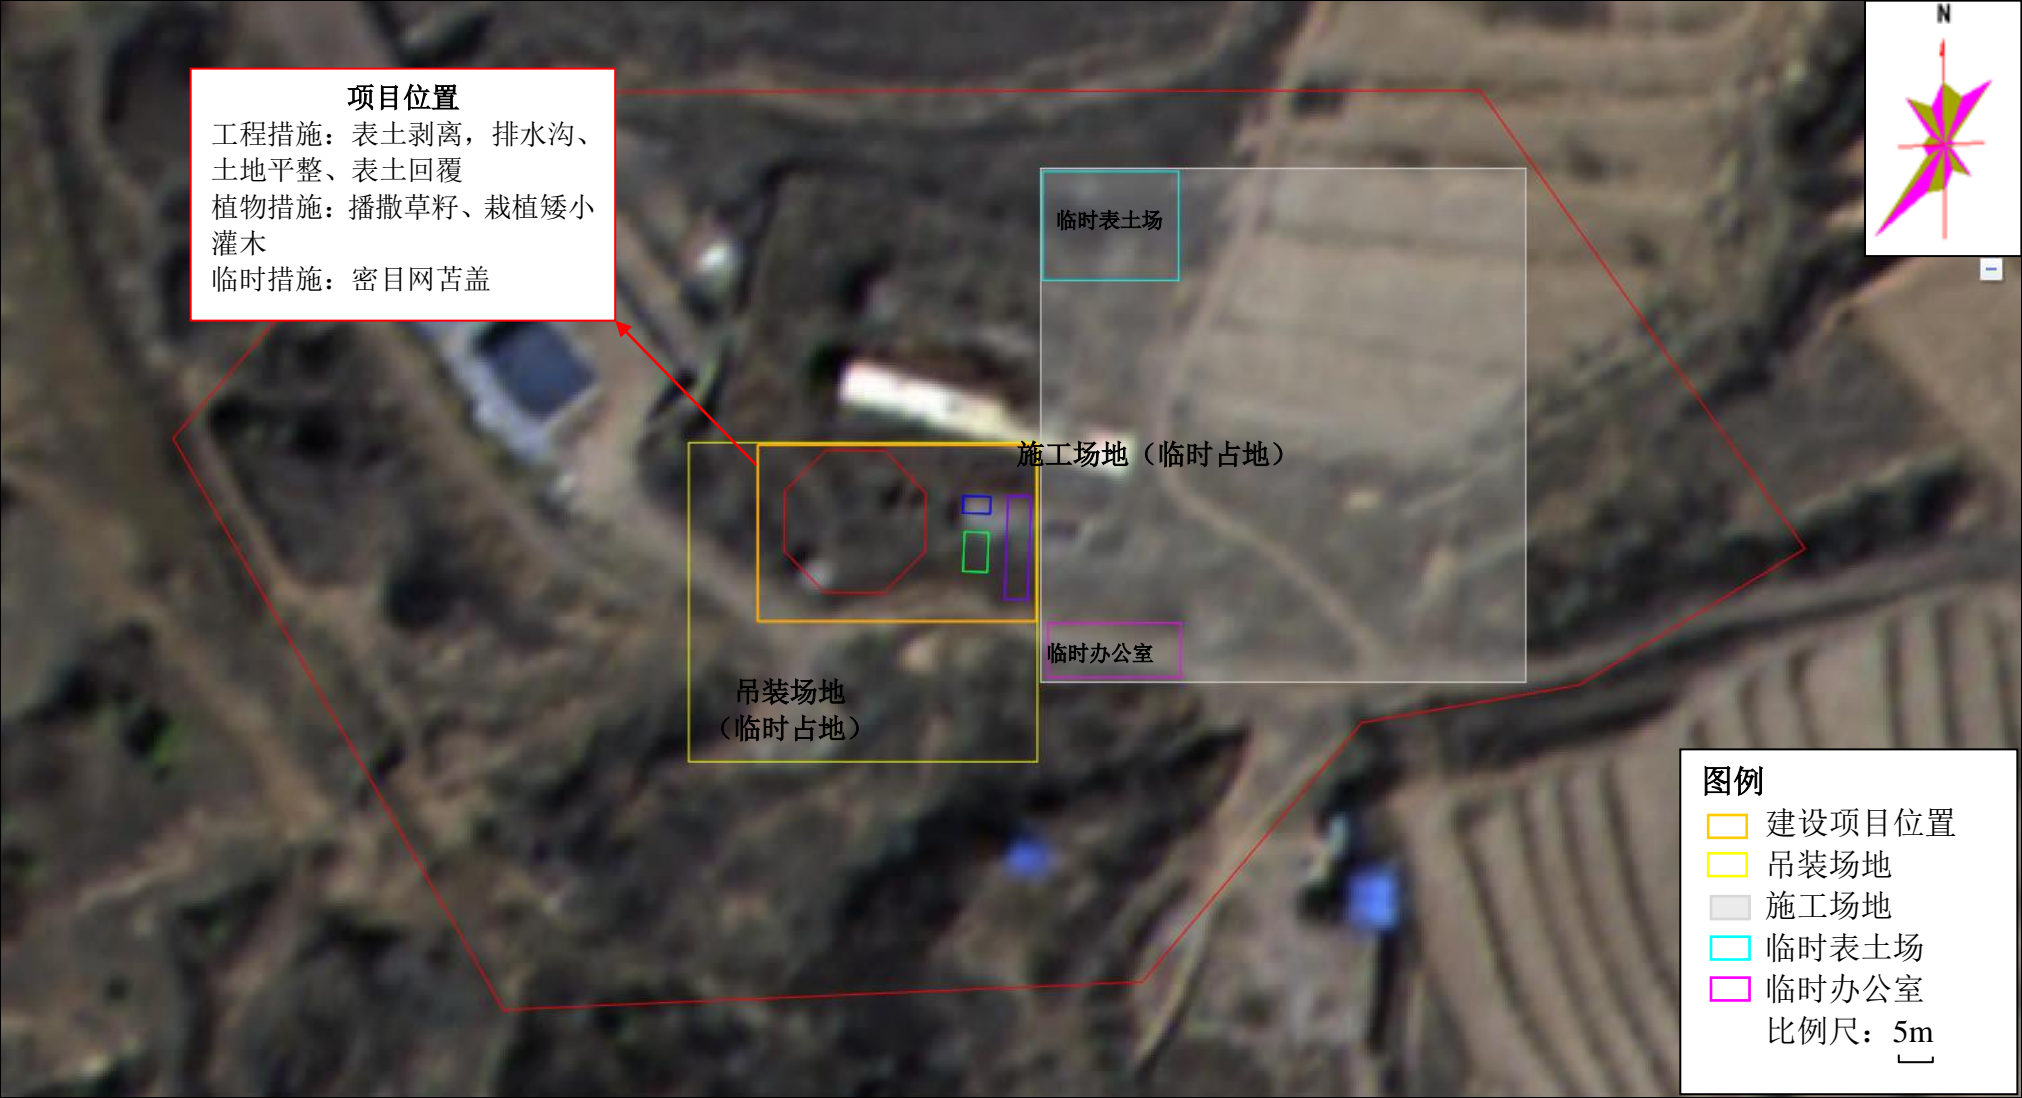 N
项目位置
工程措施：表土剥离，排水沟、
土地平整、表土回覆
植物措施：播撒草籽、栽植矮小
灌木
临时措施：密目网苫盖
临时表土场
施工场地（临时占地）
临时办公室
吊装场地
（临时占地）
图例
建设项目位置
吊装场地
施工场地
临时表土场
临时办公室
比例尺：5m